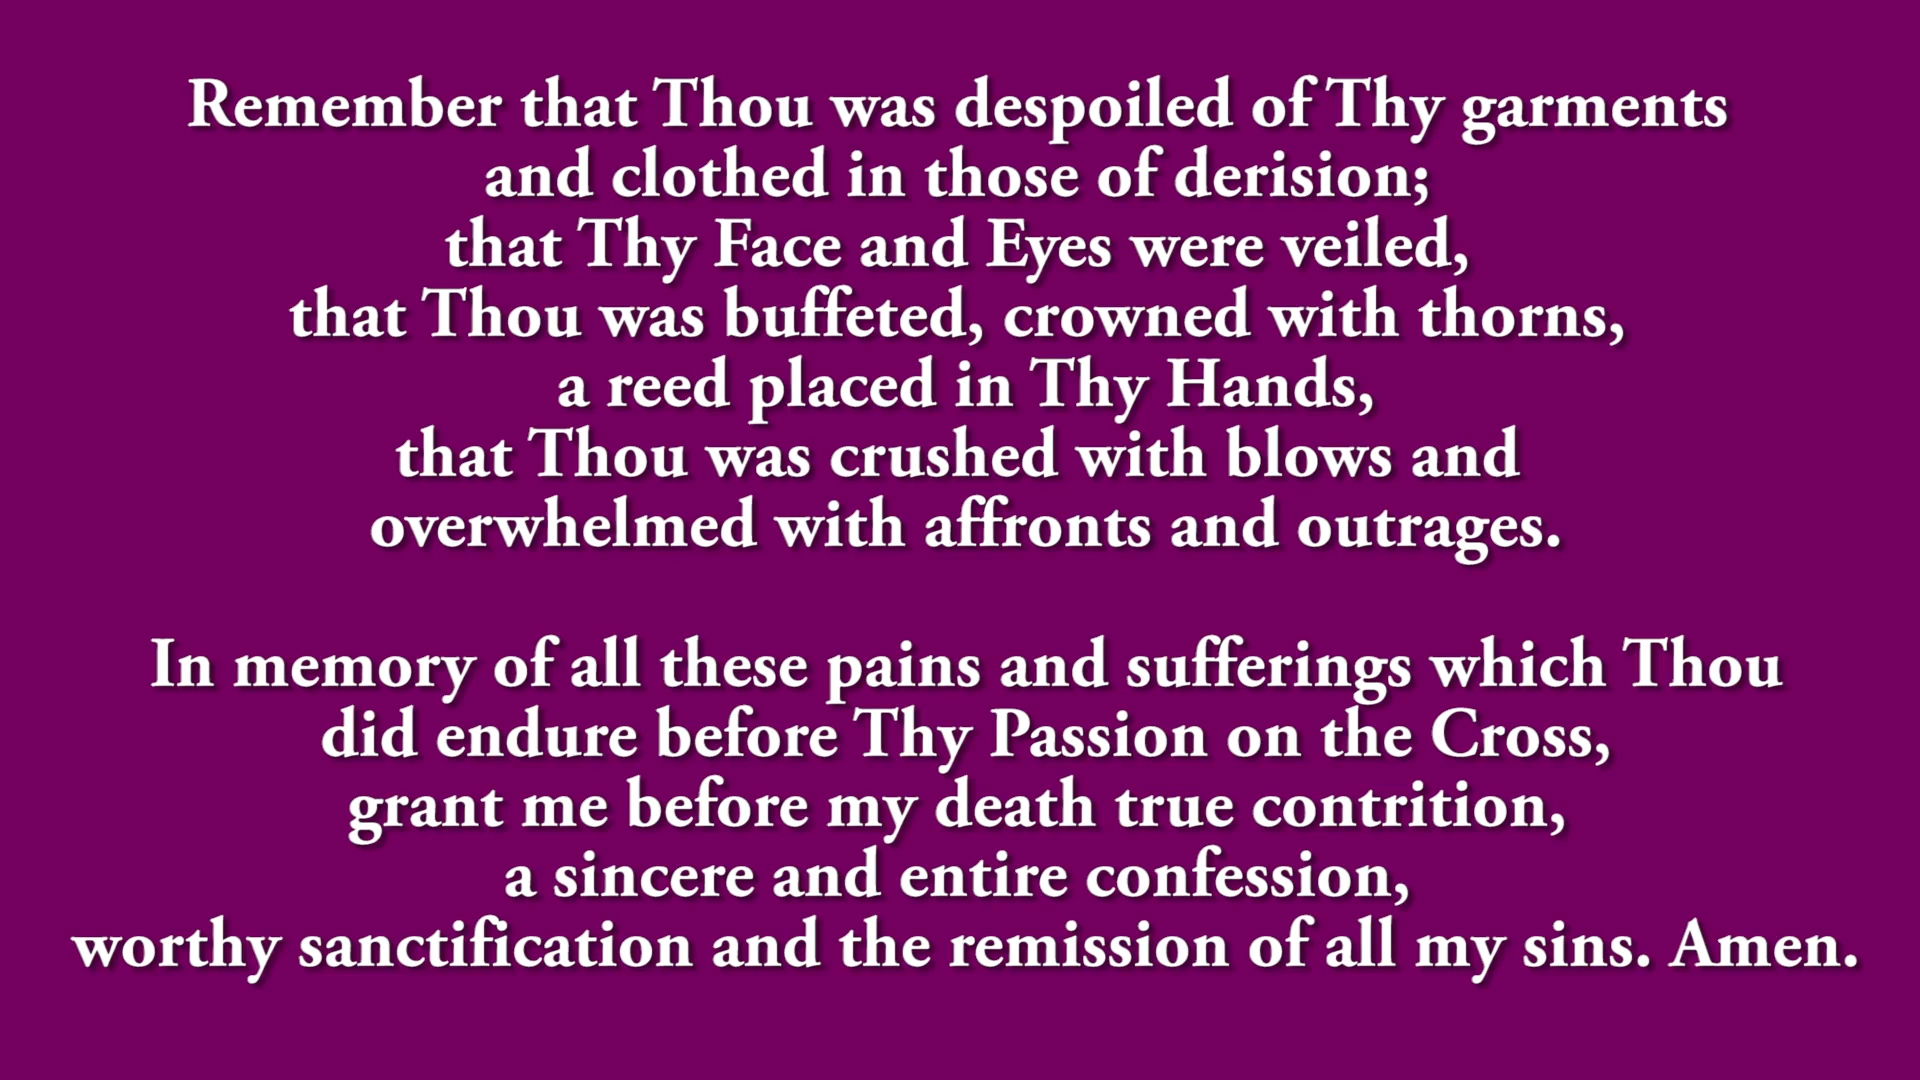 Remember that Thou was despoiled of Thy garments
and clothed in those of derision;
that Thy Face and Eyes were veiled,
that Thou was buffeted, crowned with thorns,
a reed placed in Thy Hands,
that Thou was crushed with blows and
overwhelmed with affronts and outrages.
In memory of all these pains and sufferings which Thou
did endure before Thy Passion on the Cross,
grant me before my death true contrition,
a sincere and entire confession,
worthy sanctification and the remission of all my sins. Amen.